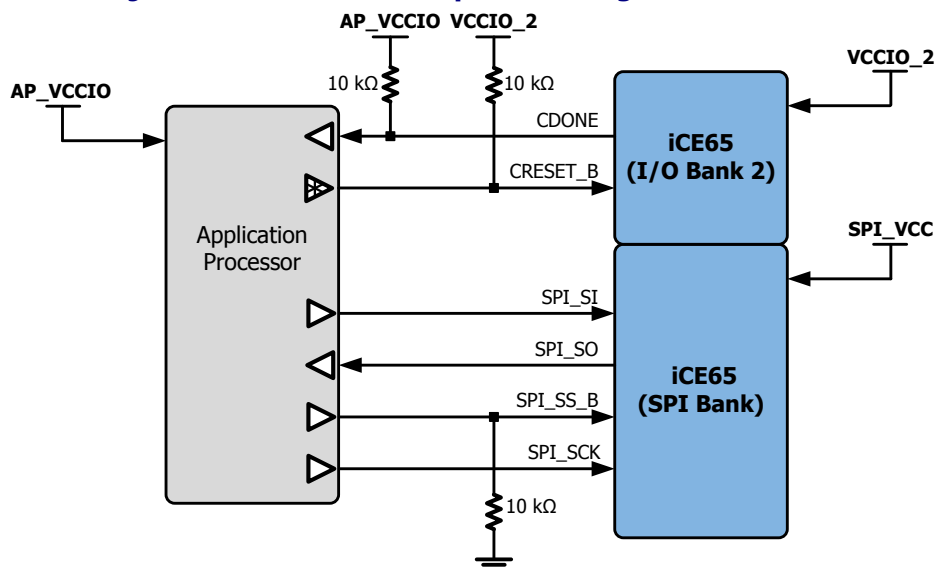 AP_VCCIO VCCIO_2
VCCIO_2
10 kΩ
10 kΩ
AP_VCCIO
CDONE
iCE65
(I/O Bank 2)
CRESET_B
SPI_VCC
Application
Processor
SPI_SI
SPI_SO
iCE65
(SPI Bank)
SPI_SS_B
SPI_SCK
10 kΩ